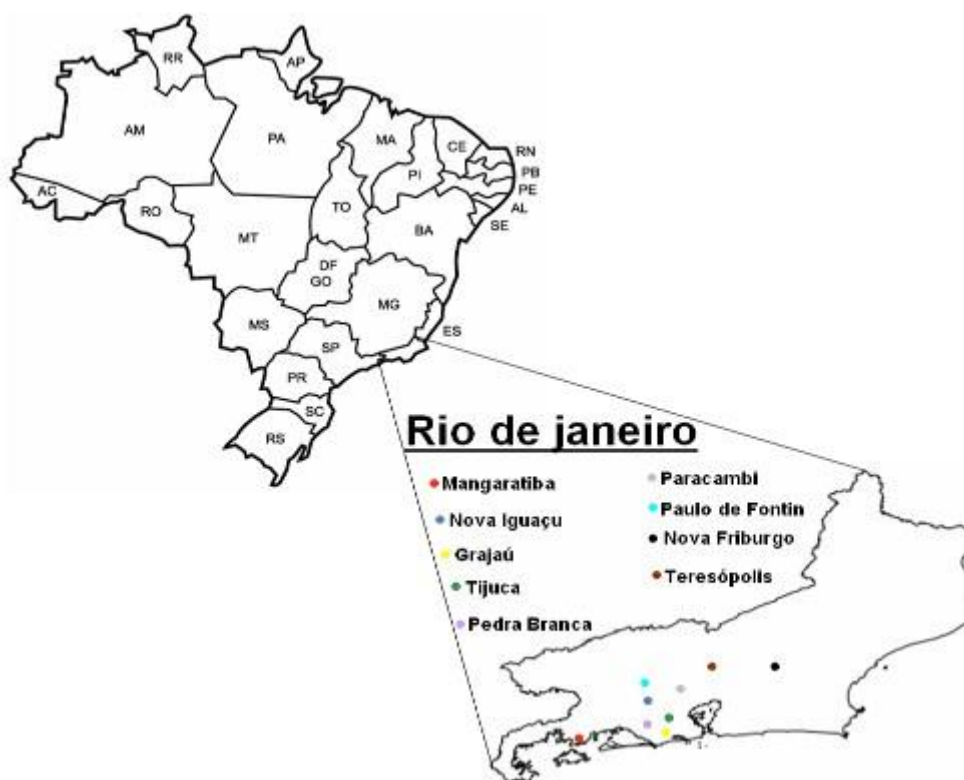 RR
AP
AM
PA
MA
CE
RN
PI
PB
PE
AC
AL
TO
RO
SE
BA
MT
DF
GO
MG
MS
ES
SP
PR
SC
RS
Rio de janeiro
Mangaratiba
Paracambi
Paulo de Fontin
Nova Iguaçu
Nova Friburgo
Grajaú
Teresópolis
Tijuca
Pedra Branca